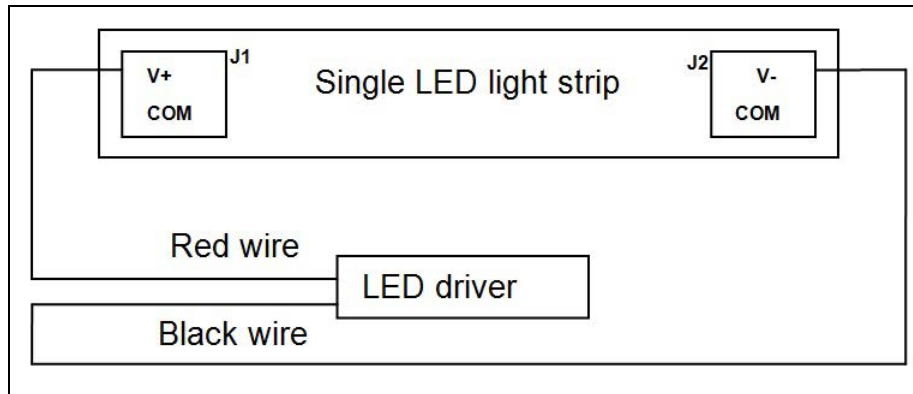 J1
V+
COM
Single LED light strip
J2
V-
COM
Red wire
LED driver
Black wire